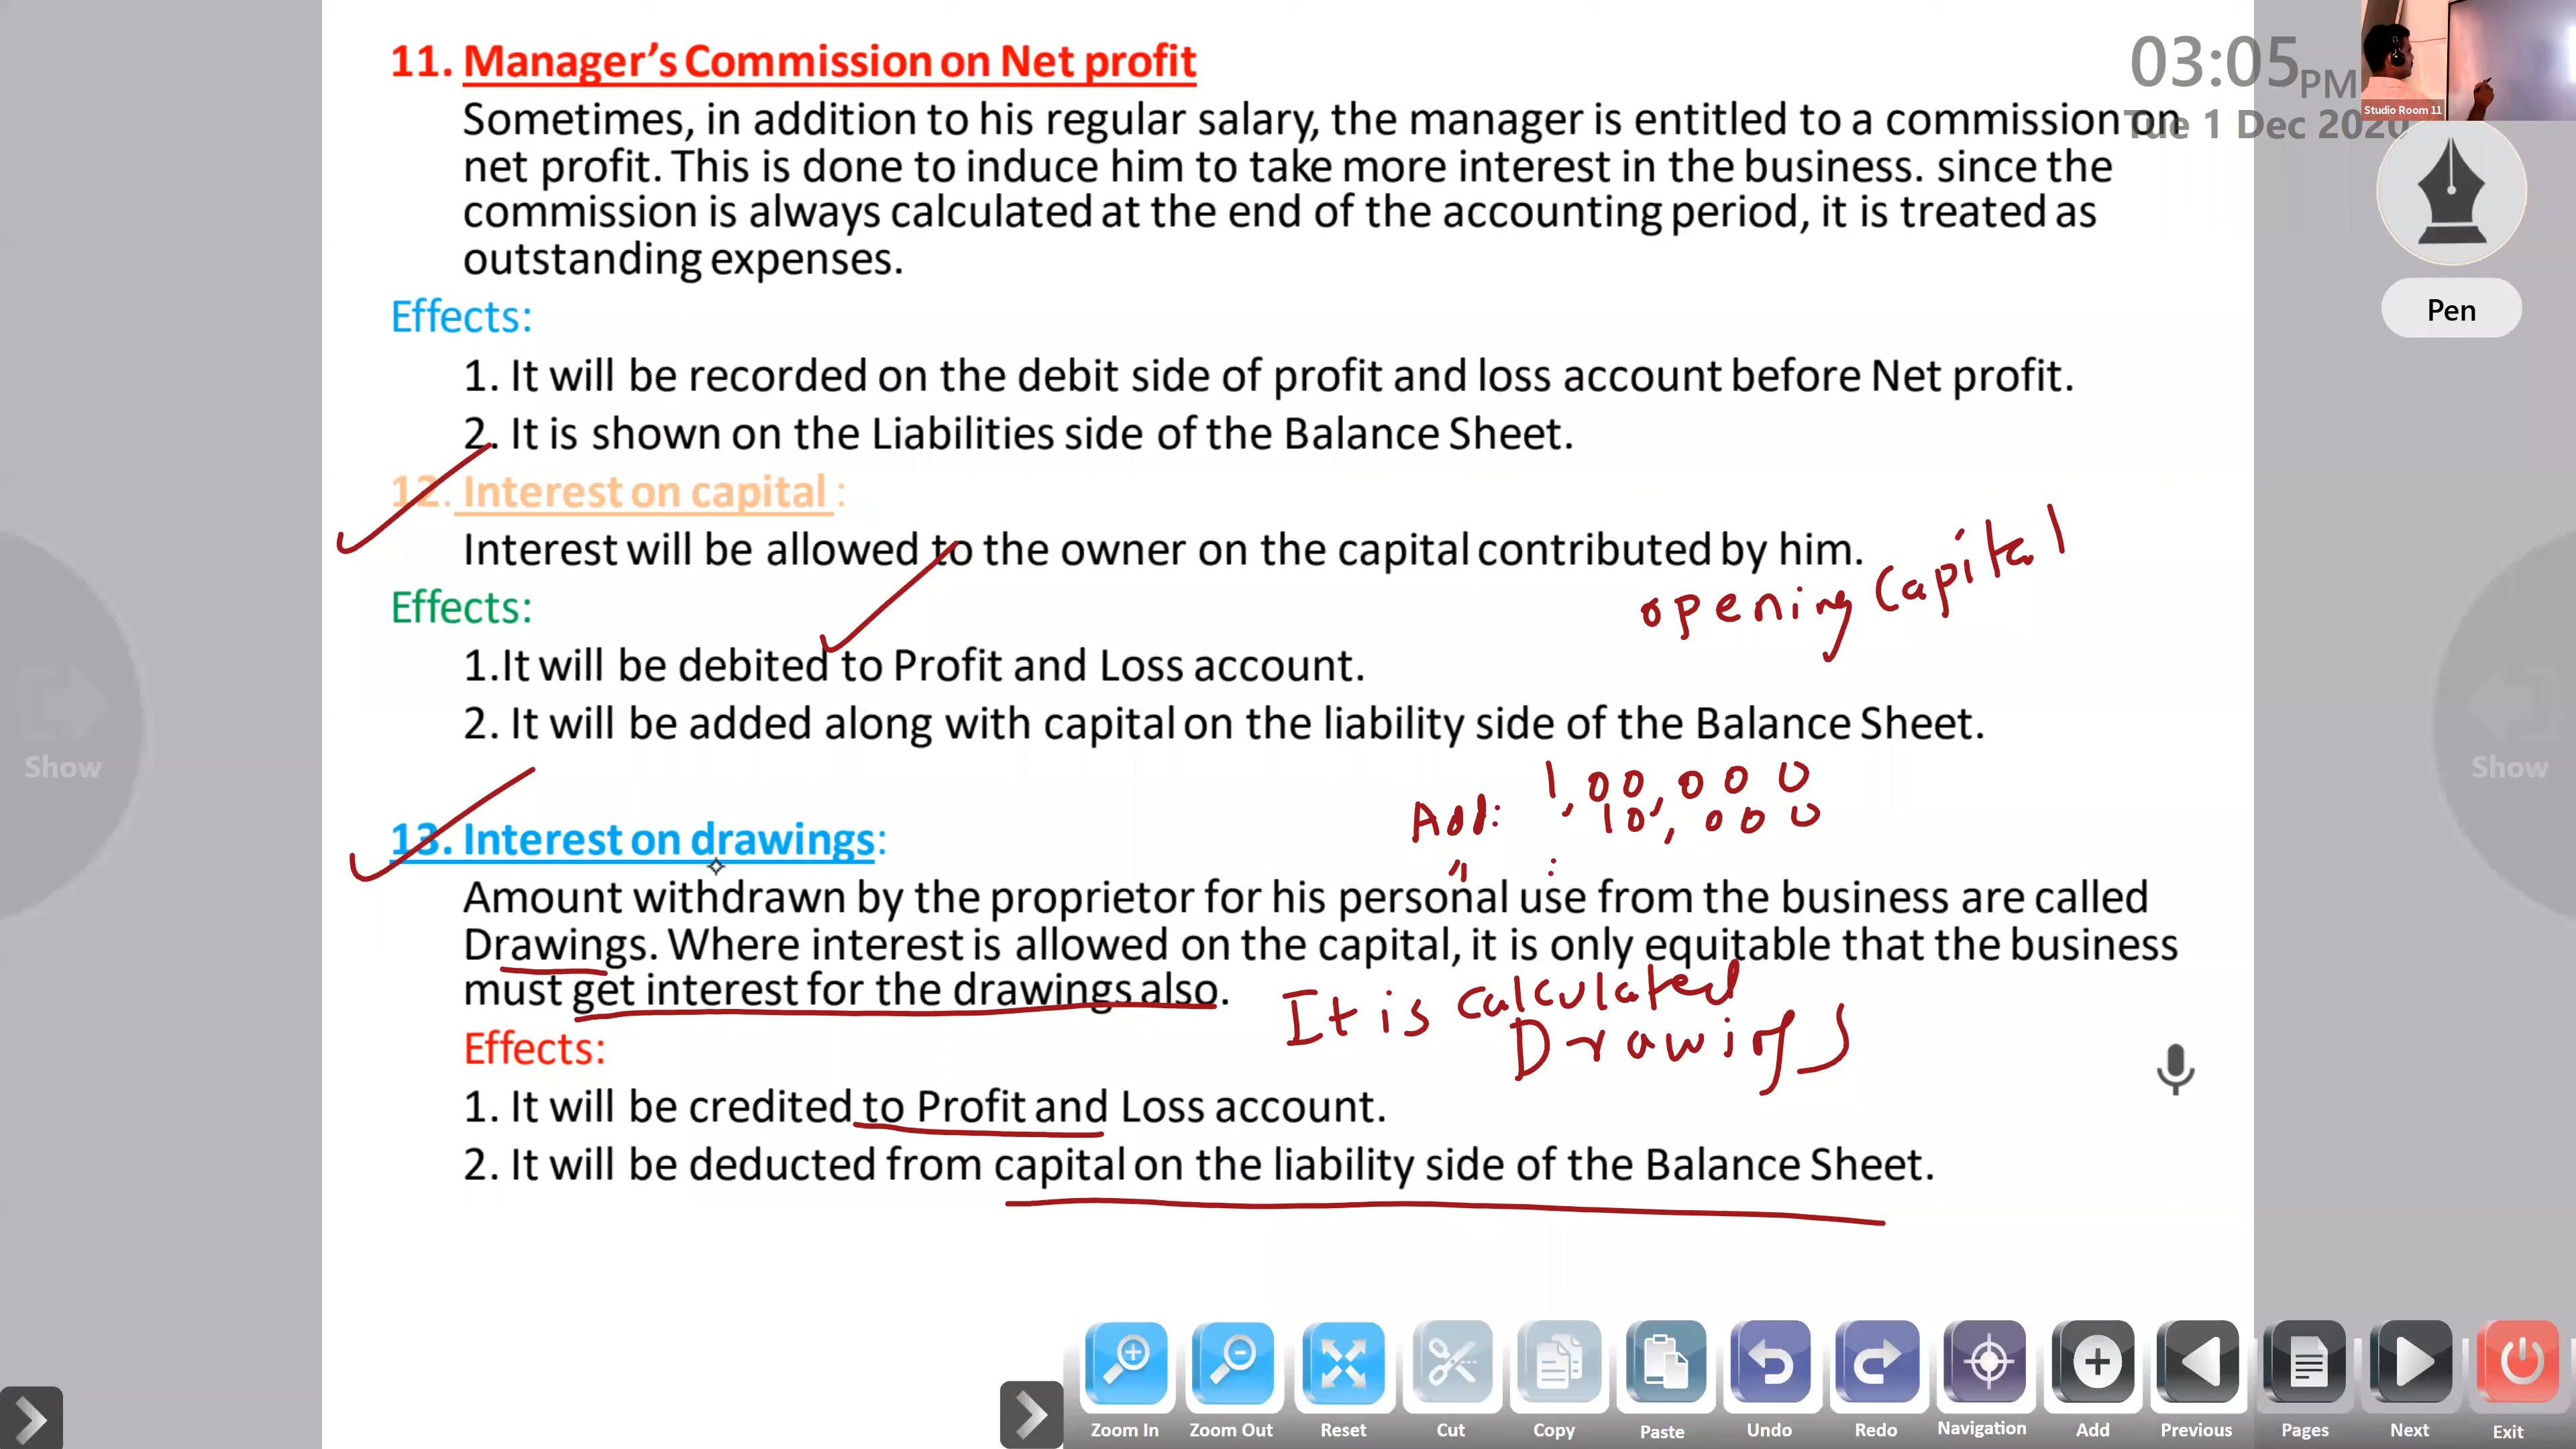 11. Manager's Commission on Net profit
Sometimes, in addition to his regular salary, the manager is entitled to a commission on
net profit. This is done to induce him to take more interest in the business. since the
commission is always calculated at the end of the accounting period, it is treated as
outstanding expenses.
Effects:
1. It will be recorded on the debit side of profit and loss account before Net profit.
2. It is shown on the Liabilities side of the Balance Sheet.
12. Interest on capital :
Interest will be allowed to the owner on the capital contributed by him.
opening Capital
Effects:
1.It will be debited to Profit and Loss account.
2. It will be added along with capital on the liability side of the Balance Sheet.
1,00,000
Add: 10,000
13. Interest on drawings:
Amount withdrawn by the proprietor for his personal use from the business are called
Drawings. Where interest is allowed on the capital, it is only equitable that the business
must get interest for the drawings also.
It is calculated
Effects:
1. It will be credited to Profit and Loss account.
2. It will be deducted from capital on the liability side of the Balance Sheet.
03:05 PM
Tue 1 Dec 2020
Studio Room 11
Pen
Show
Show
Zoom In Zoom Out Reset Cut Copy Paste Undo Redo Navigation Add Previous Pages Next Exit